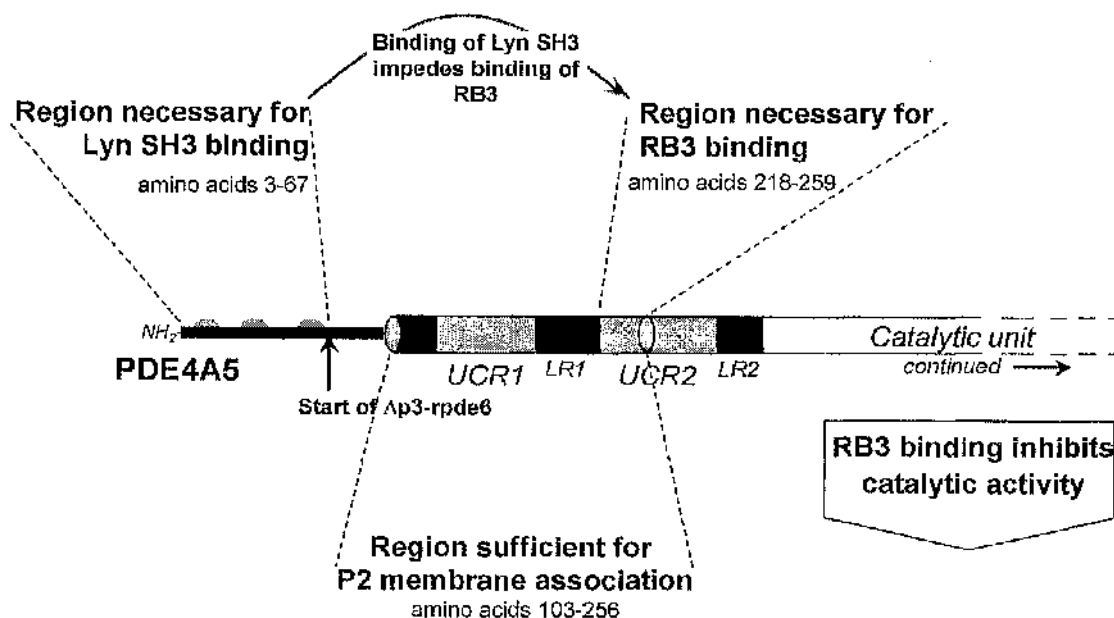 Binding of Lyn SH3
impedes binding of
RB3
Region necessary for
Lyn SH3 binding
amino acids 3-67
Region necessary for
RB3 binding
amino acids 218-259
NH2
PDE4A5
Start of Δp3-rpde6
UCR1
LR1
UCR2
LR2
Catalytic unit
continued
RB3 binding inhibits
catalytic activity
Region sufficient for
P2 membrane association
amino acids 103-256